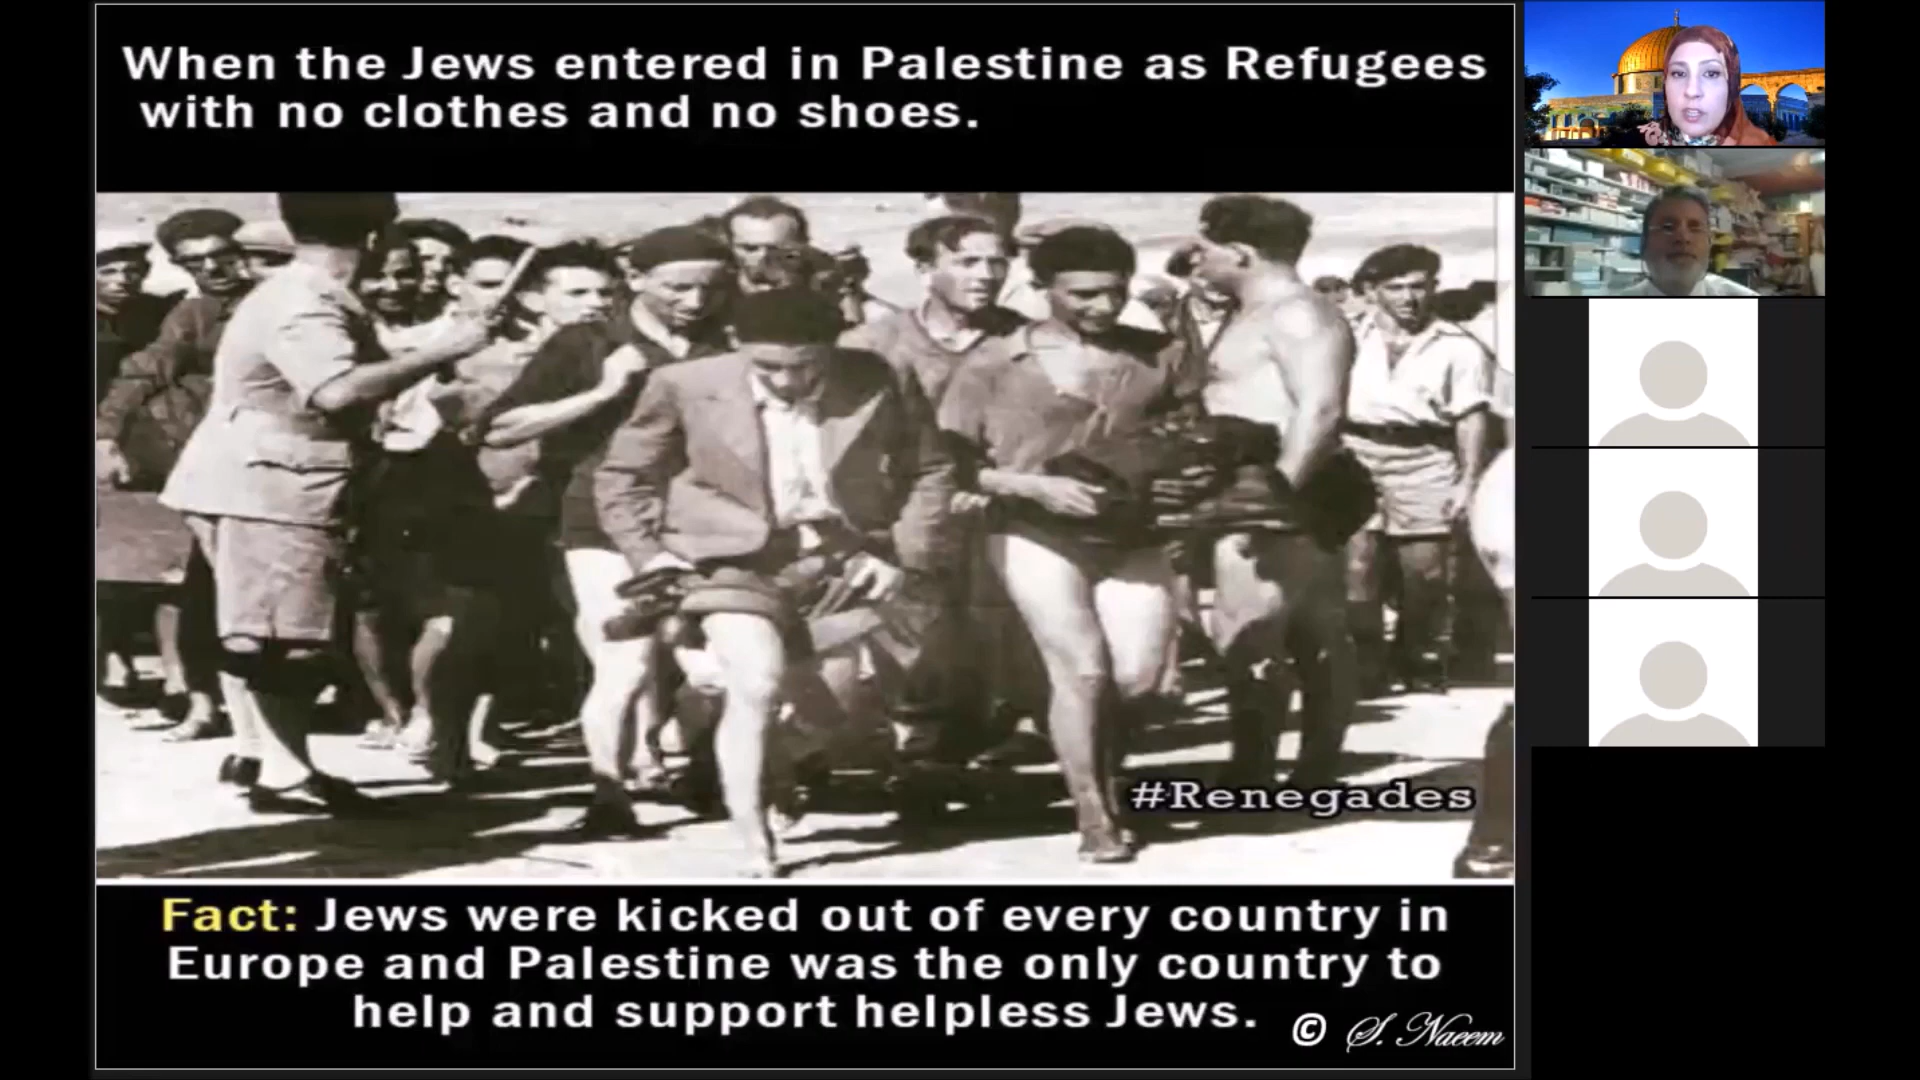 When the Jews entered in Palestine as Refugees
with no clothes and no shoes.
#Renegades
Fact: Jews were kicked out of every country in
Europe and Palestine was the only country to
help and support helpless Jews.
© S. Naeem